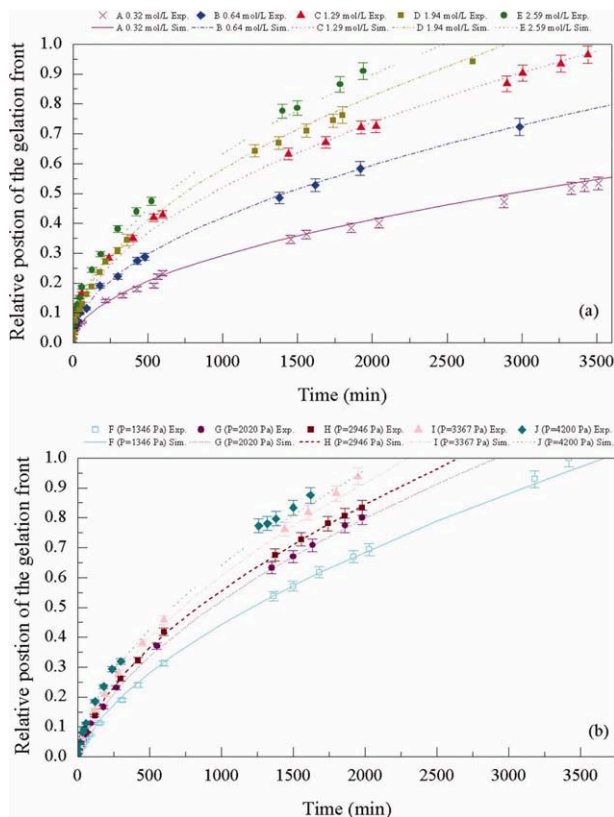 A 0.32 mol/L Exp. B 0.64 mol/L Exp. C 1.29 mol/L Exp. D 1.94 mol/L Exp. E 2.59 mol/L Exp.
A 0.32 mol/L Sim. B 0.64 mol/L Sim. C 1.29 mol/L Sim. D 1.94 mol/L Sim. E 2.59 mol/L Sim.
Relative postion of the gelation front
1.0
0.9
0.8
0.7
0.6
0.5
0.4
0.3
0.2
0.1
0.0
(a)
0 500 1000 1500 2000 2500 3000 3500
Time (min)
F (P=1346 Pa) Exp. G (P=2020 Pa) Exp. H (P=2946 Pa) Exp. I (P=3367 Pa) Exp. J (P=4200 Pa) Exp.
F (P=1346 Pa) Sim. G (P=2020 Pa) Sim. H (P=2946 Pa) Sim. I (P=3367 Pa) Sim. J (P=4200 Pa) Sim.
Relative postion of the gelation front
1.0
0.9
0.8
0.7
0.6
0.5
0.4
0.3
0.2
0.1
0.0
(b)
0 500 1000 1500 2000 2500 3000 3500
Time (min)